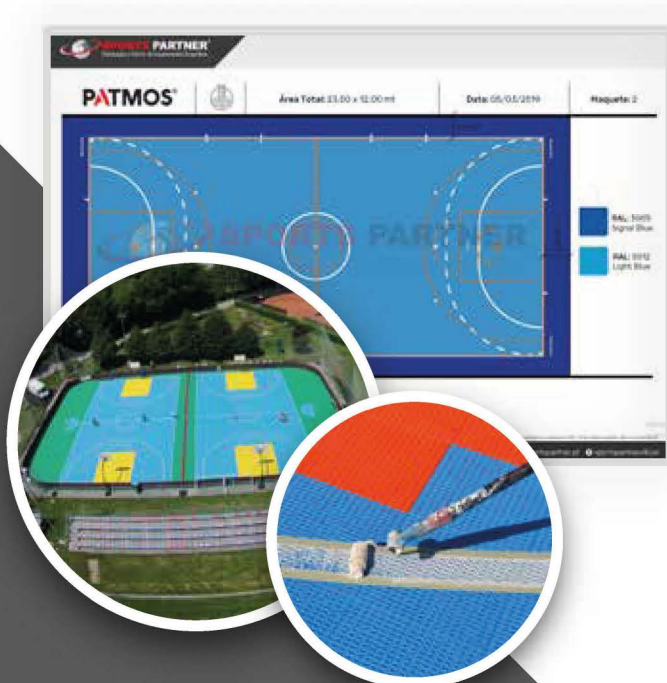 SPORTS PARTNER
PATMOS
Área Total: 23.00 x 12.00 mt
Data: 05/03/2019
Maquete: 2
SPORTS PARTNER
RAL: 5005
Signal Blue
RAL: 5012
Light Blue